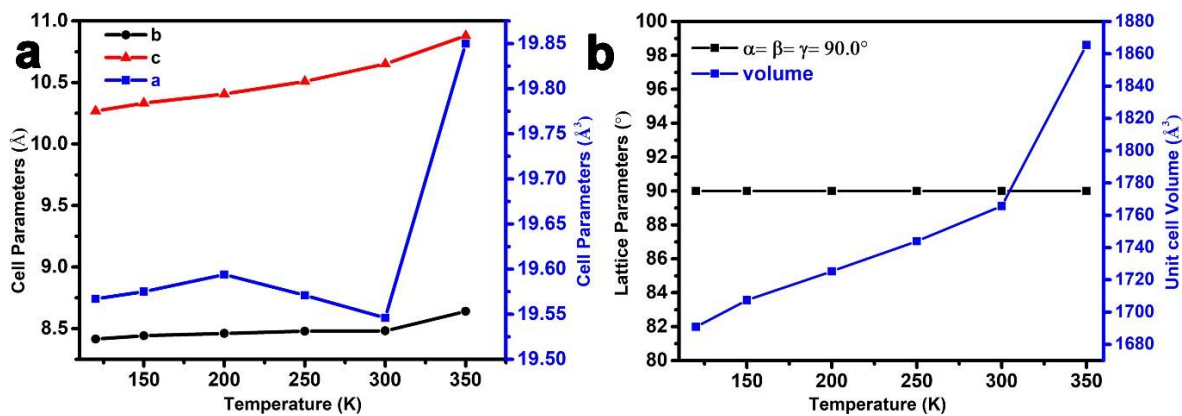 a
b
c
a
11.0
10.5
10.0
9.5
9.0
8.5
Cell Parameters (Å)
150 200 250 300 350
Temperature (K)
19.85
19.80
19.75
19.70
19.65
19.60
19.55
19.50
Cell Parameters (Å³)
b
α= β= γ= 90.0°
volume
100
98
96
94
92
90
88
86
84
82
80
Lattice Parameters (°)
150 200 250 300 350
Temperature (K)
1880
1860
1840
1820
1800
1780
1760
1740
1720
1700
1680
Unit cell Volume (Å³)